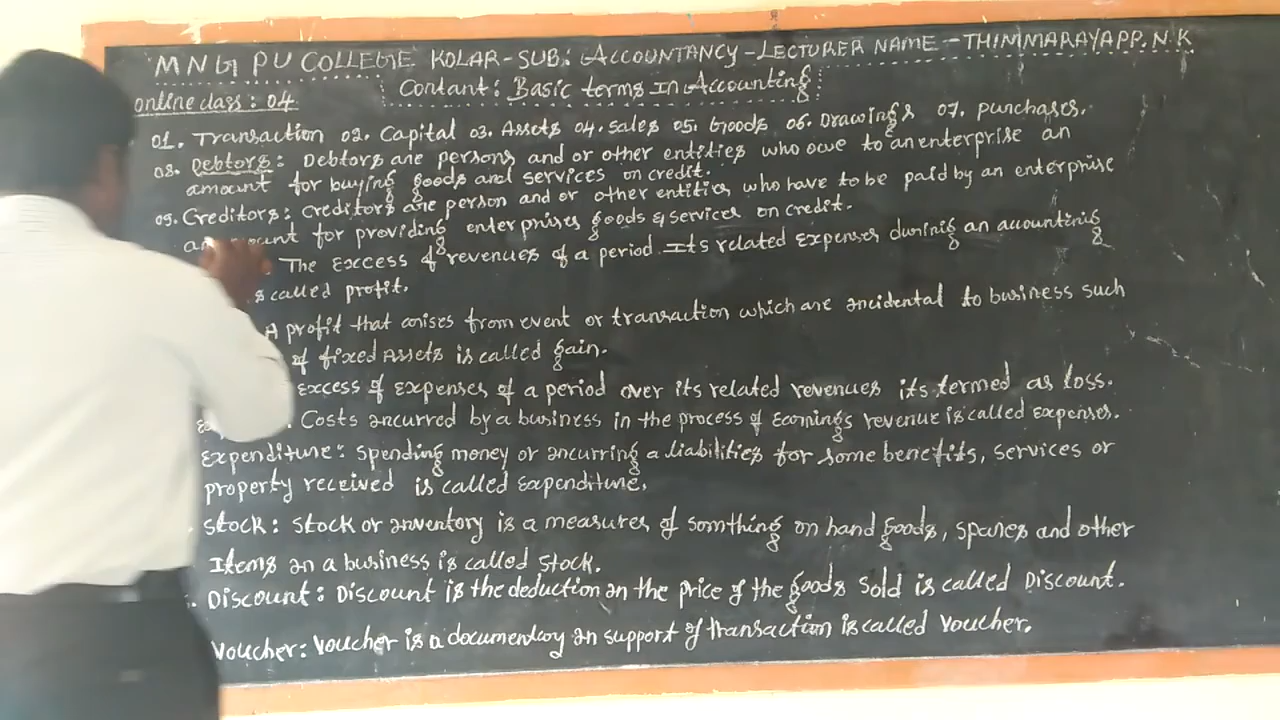 MNG PU COLLEGE KOLAR-SUB: ACCOUNTANCY-LECTURER NAME-THIMMARAYAPP.N.K
online class: 04
Contant: Basic terms In Accounting
01. Transaction 02. Capital 03. Assets 04. Sales 05. Goods 06. Drawings 07. purchases.
08. Debtors: Debtors are persons and or other entities who owe to an enterprise an
amount for buying goods and services on credit.
09. Creditors: Creditors are person and or other entities who have to be paid by an enterprise
for providing enterprises goods & services on credit.
The excess of revenues of a period Its related expenses during an accounting
called profit.
A profit that arises from event or transaction which are incidental to business such
of fixed Assets is called gain.
excess of expenses of a period over its related revenues its termed as loss.
Costs incurred by a business in the process of Earnings revenue is called expenses.
Expenditure: Spending money or incurring a liabilities for some benefits, services or
property received is called expenditure.
Stock: Stock or inventory is a measures of somthing on hand goods, spares and other
Items in a business is called stock.
Discount: Discount is the deduction in the price of the goods sold is called Discount.
Voucher: Voucher is a documentary in support of transaction is called voucher.